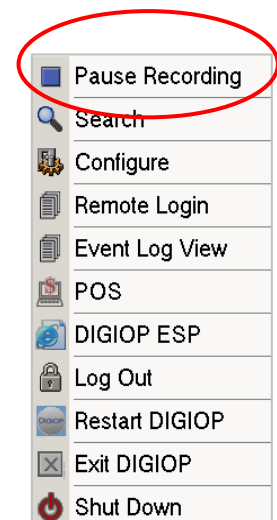 Pause Recording
Search
Configure
Remote Login
Event Log View
POS
DIGIOP ESP
Log Out
Restart DIGIOP
Exit DIGIOP
Shut Down